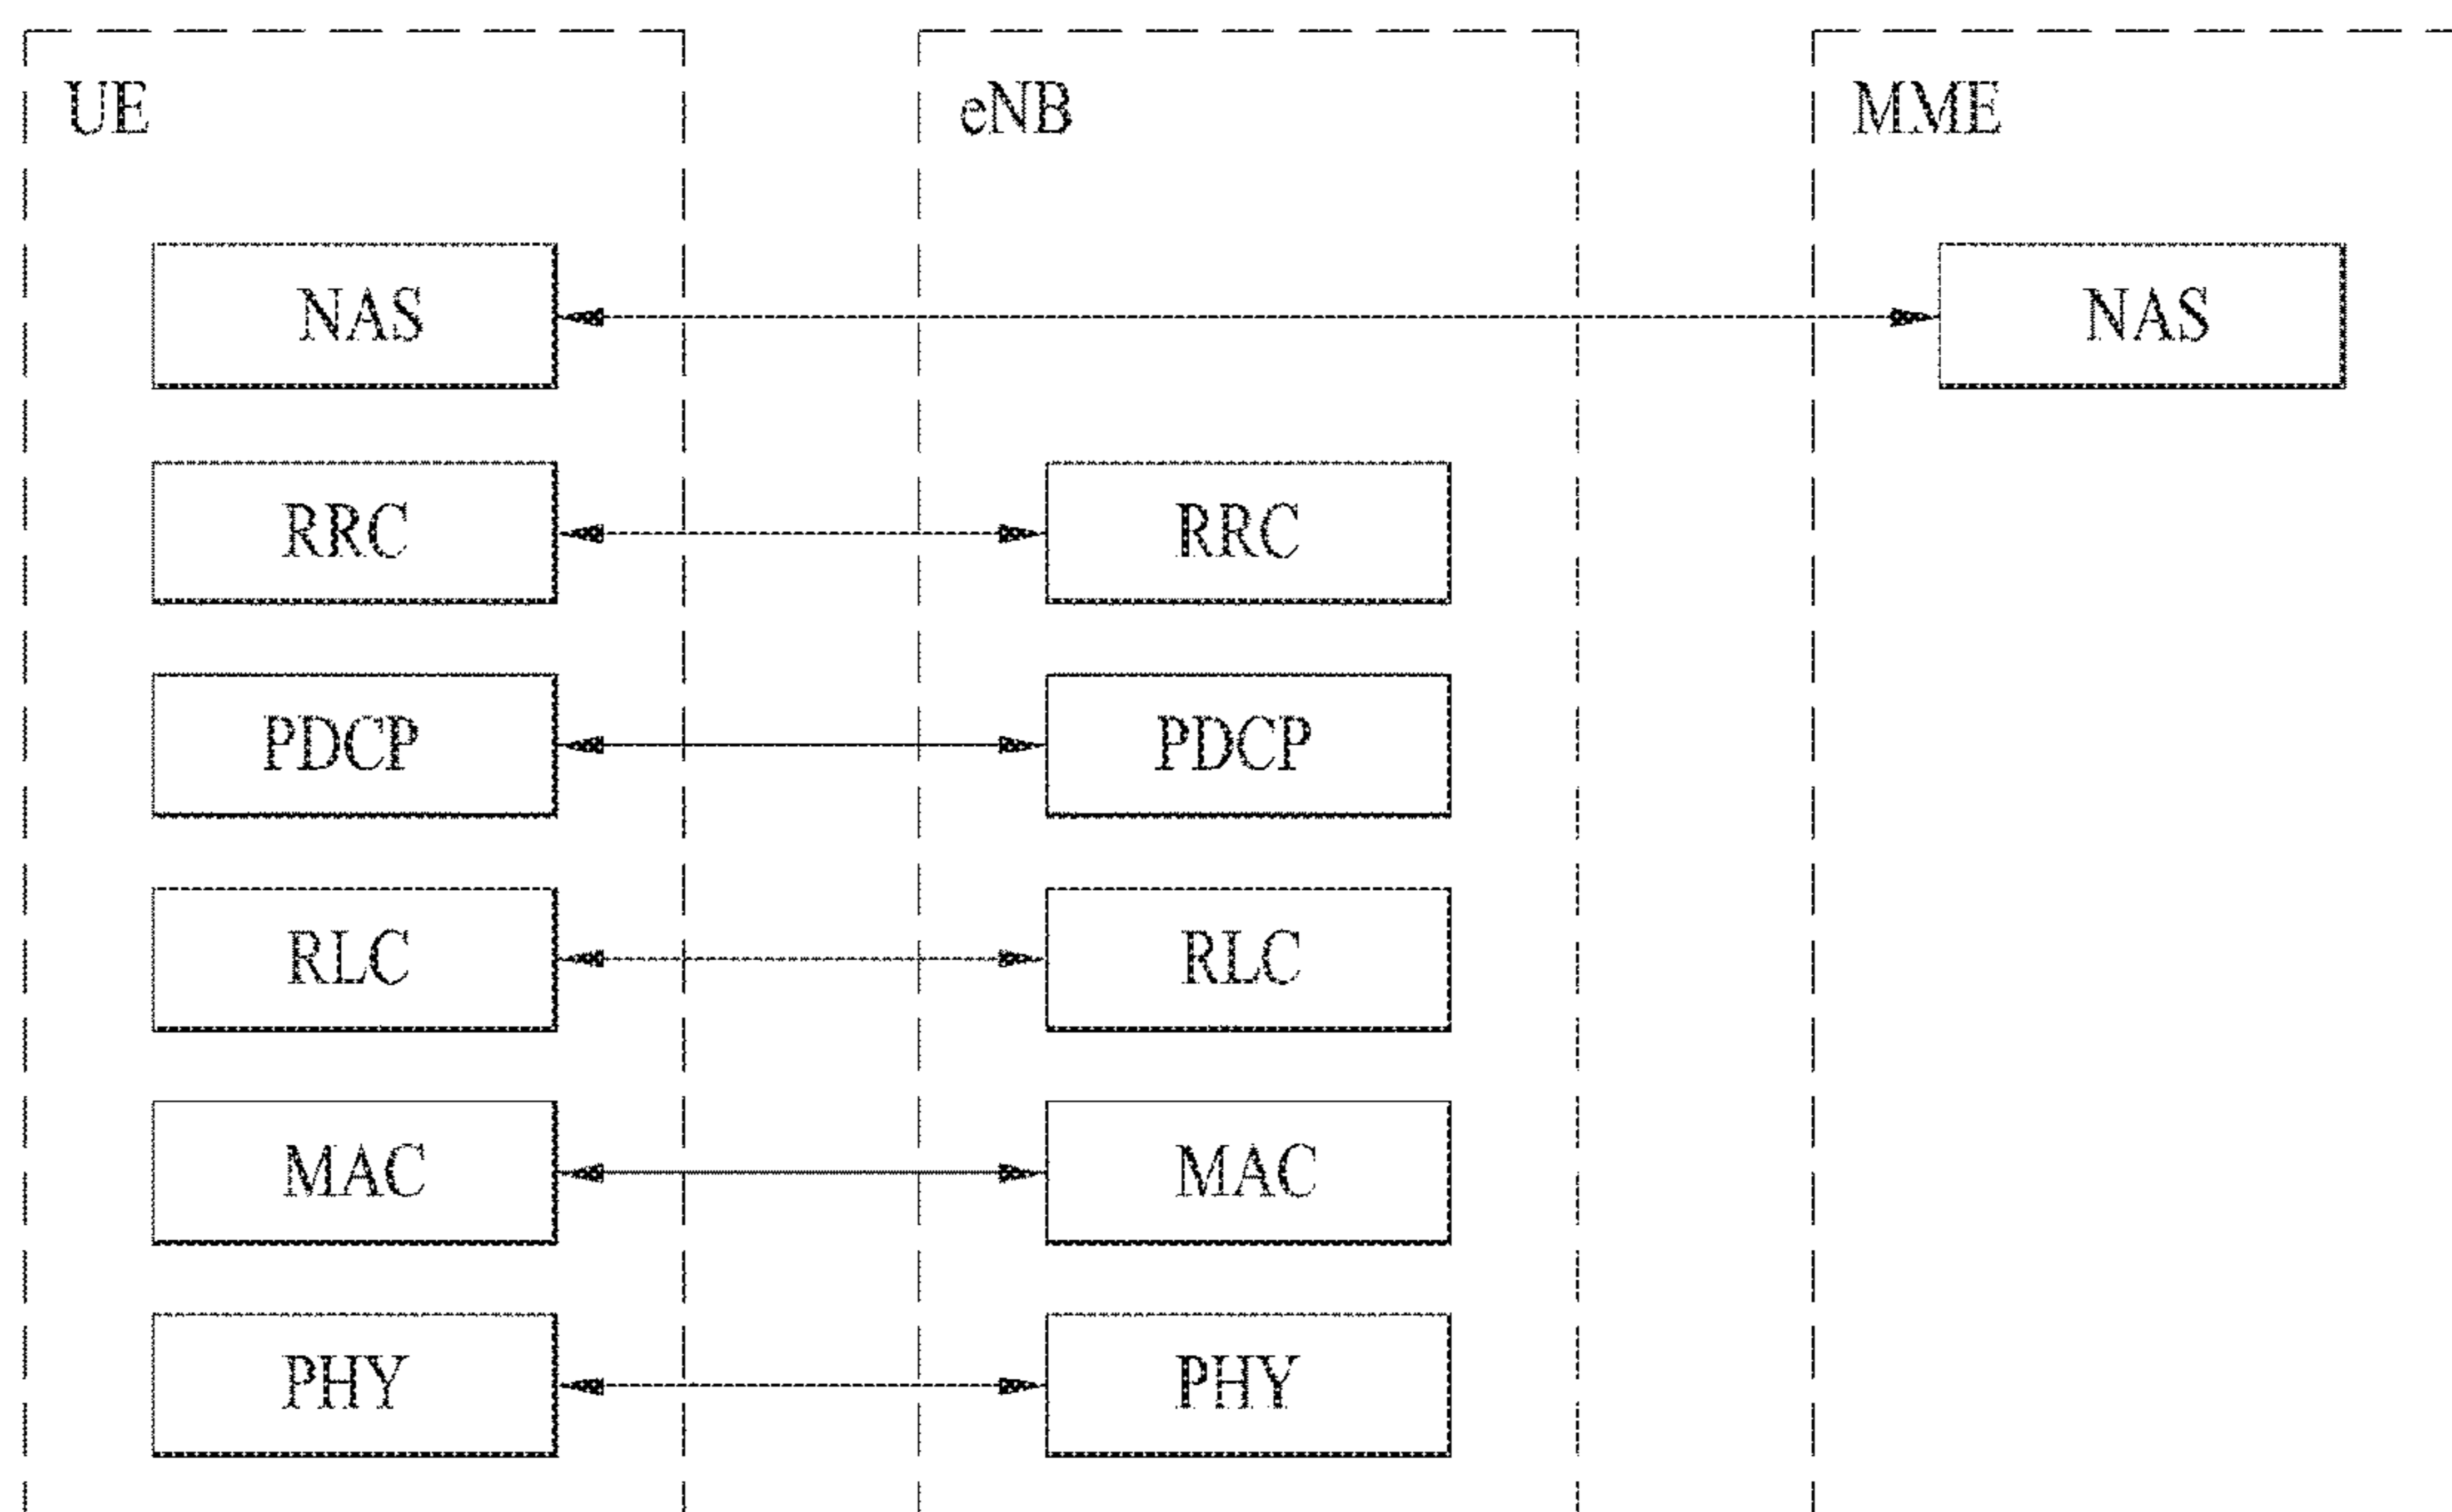 UE eNB MME
NAS NAS
RRC RRC
PDCP PDCP
RLC RLC
MAC MAC
PHY PHY